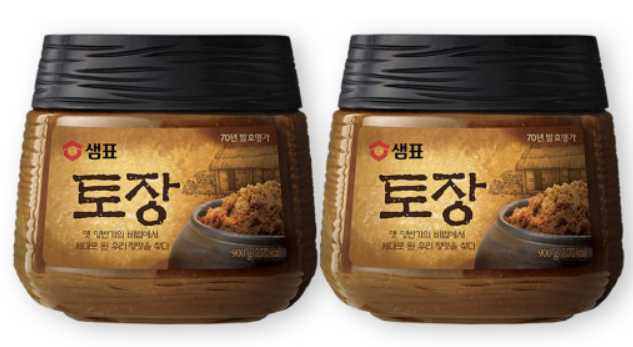 70년 발효명가
샘표
토장
옛 양반가의 비법에서
제대로 된 우리 장맛을 찾다
900 g
70년 발효명가
샘표
토장
옛 양반가의 비법에서
제대로 된 우리 장맛을 찾다
900 g